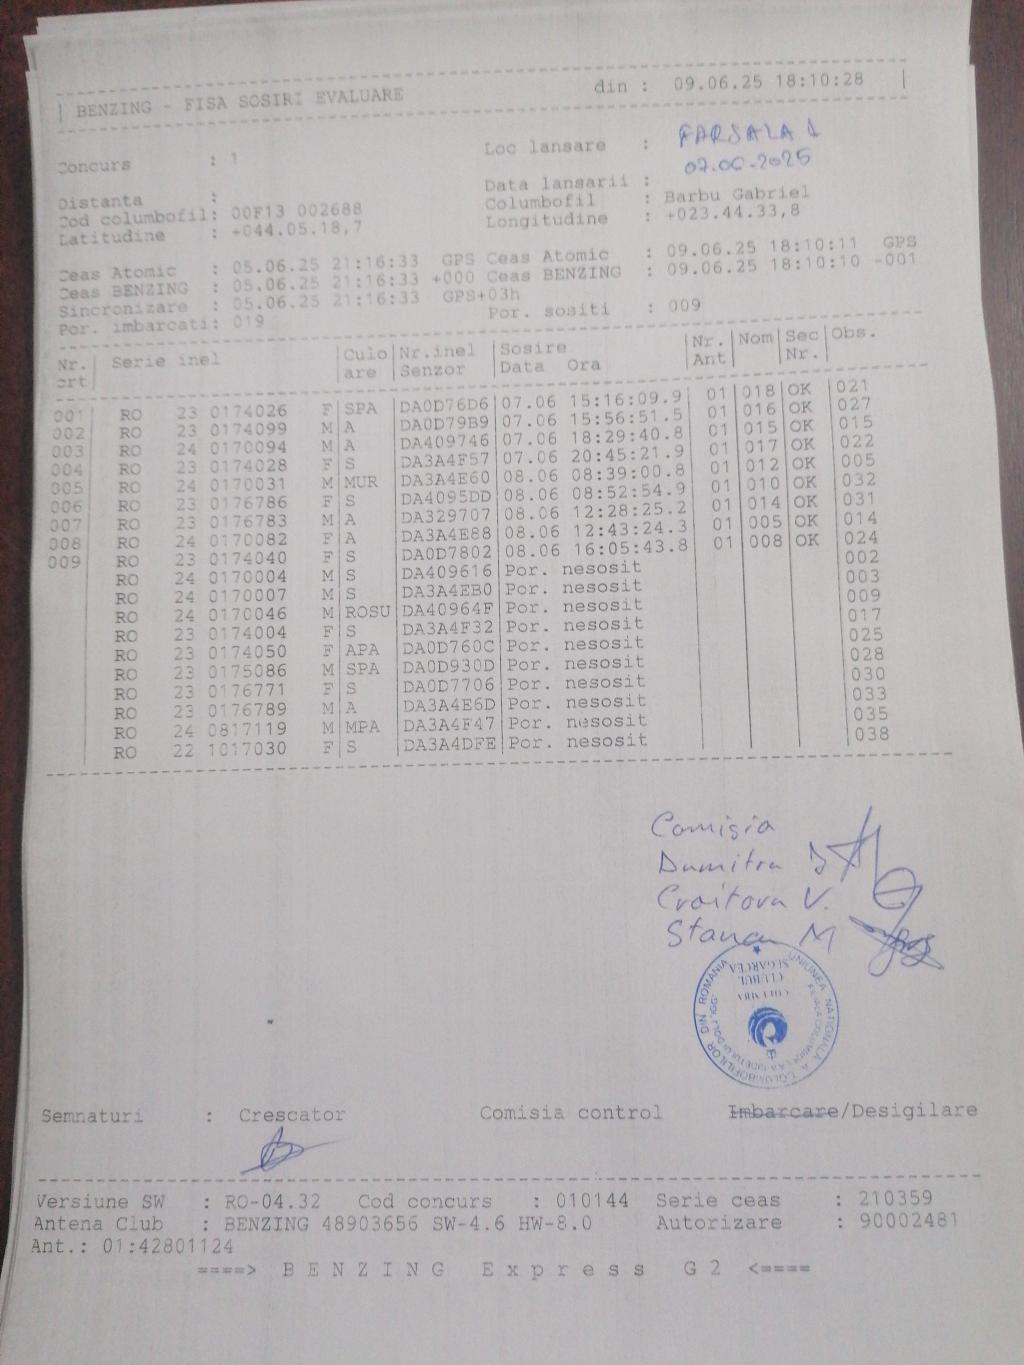 | BENZING - FISA SOSIRI EVALUARE din : 09.06.25 18:10:28 |
Concurs : 1 Loc lansare : FARSALA 1
Distanta : Data lansarii : 07.06-2025
Cod columbofil: 00F13 002688 Columbofil : Barbu Gabriel
Latitudine : +044.05.18,7 Longitudine : +023.44.33,8
Ceas Atomic : 05.06.25 21:16:33 GPS Ceas Atomic : 09.06.25 18:10:11 GPS
Ceas BENZING : 05.06.25 21:16:33 +000 Ceas BENZING : 09.06.25 18:10:10 -001
Sincronizare : 05.06.25 21:16:33 GPS+03h
Por. imbarcati: 019 Por. sositi : 009
Nr. Serie inel Culo Nr.inel Sosire Nr. Nom Sec Obs.
crt are Senzor Data Ora Ant Nr.
001 RO 23 0174026 F SPA DA0D76D6 07.06 15:16:09.9 01 018 OK 021
002 RO 23 0174099 M A DA0D79B9 07.06 15:56:51.5 01 016 OK 027
003 RO 24 0170094 M A DA409746 07.06 18:29:40.8 01 015 OK 015
004 RO 23 0174028 F S DA3A4F57 07.06 20:45:21.9 01 017 OK 022
005 RO 24 0170031 M MUR DA3A4E60 08.06 08:39:00.8 01 012 OK 005
006 RO 23 0176786 F S DA4095DD 08.06 08:52:54.9 01 010 OK 032
007 RO 23 0176783 M A DA329707 08.06 12:28:25.2 01 014 OK 031
008 RO 24 0170082 F A DA3A4E88 08.06 12:43:24.3 01 005 OK 014
009 RO 23 0174040 F S DA0D7802 08.06 16:05:43.8 01 008 OK 024
RO 24 0170004 M S DA409616 Por. nesosit 002
RO 24 0170007 M S DA3A4EB0 Por. nesosit 003
RO 24 0170046 M ROSU DA40964F Por. nesosit 009
RO 23 0174004 F S DA3A4F32 Por. nesosit 017
RO 23 0174050 F APA DA0D760C Por. nesosit 025
RO 23 0175086 M SPA DA0D930D Por. nesosit 028
RO 23 0176771 F S DA0D7706 Por. nesosit 030
RO 23 0176789 M A DA3A4E6D Por. nesosit 033
RO 24 0817119 M MPA DA3A4F47 Por. nesosit 035
RO 22 1017030 F S DA3A4DFE Por. nesosit 038
Comisia
Dumitru D
Croitoru V.
Stancu M
UNIUNEA NATIONALA A COLUMBOFILILOR DIN ROMANIA
CLUBUL
SEGARCEA
Semnaturi : Crescator Comisia control Imbarcare/Desigilare
Versiune SW : RO-04.32 Cod concurs : 010144 Serie ceas : 210359
Antena Club : BENZING 48903656 SW-4.6 HW-8.0 Autorizare : 90002481
Ant.: 01:42801124
====> B E N Z I N G E x p r e s s G 2 <====